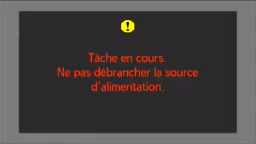 Tâche en cours.
Ne pas débrancher la source
d'alimentation.